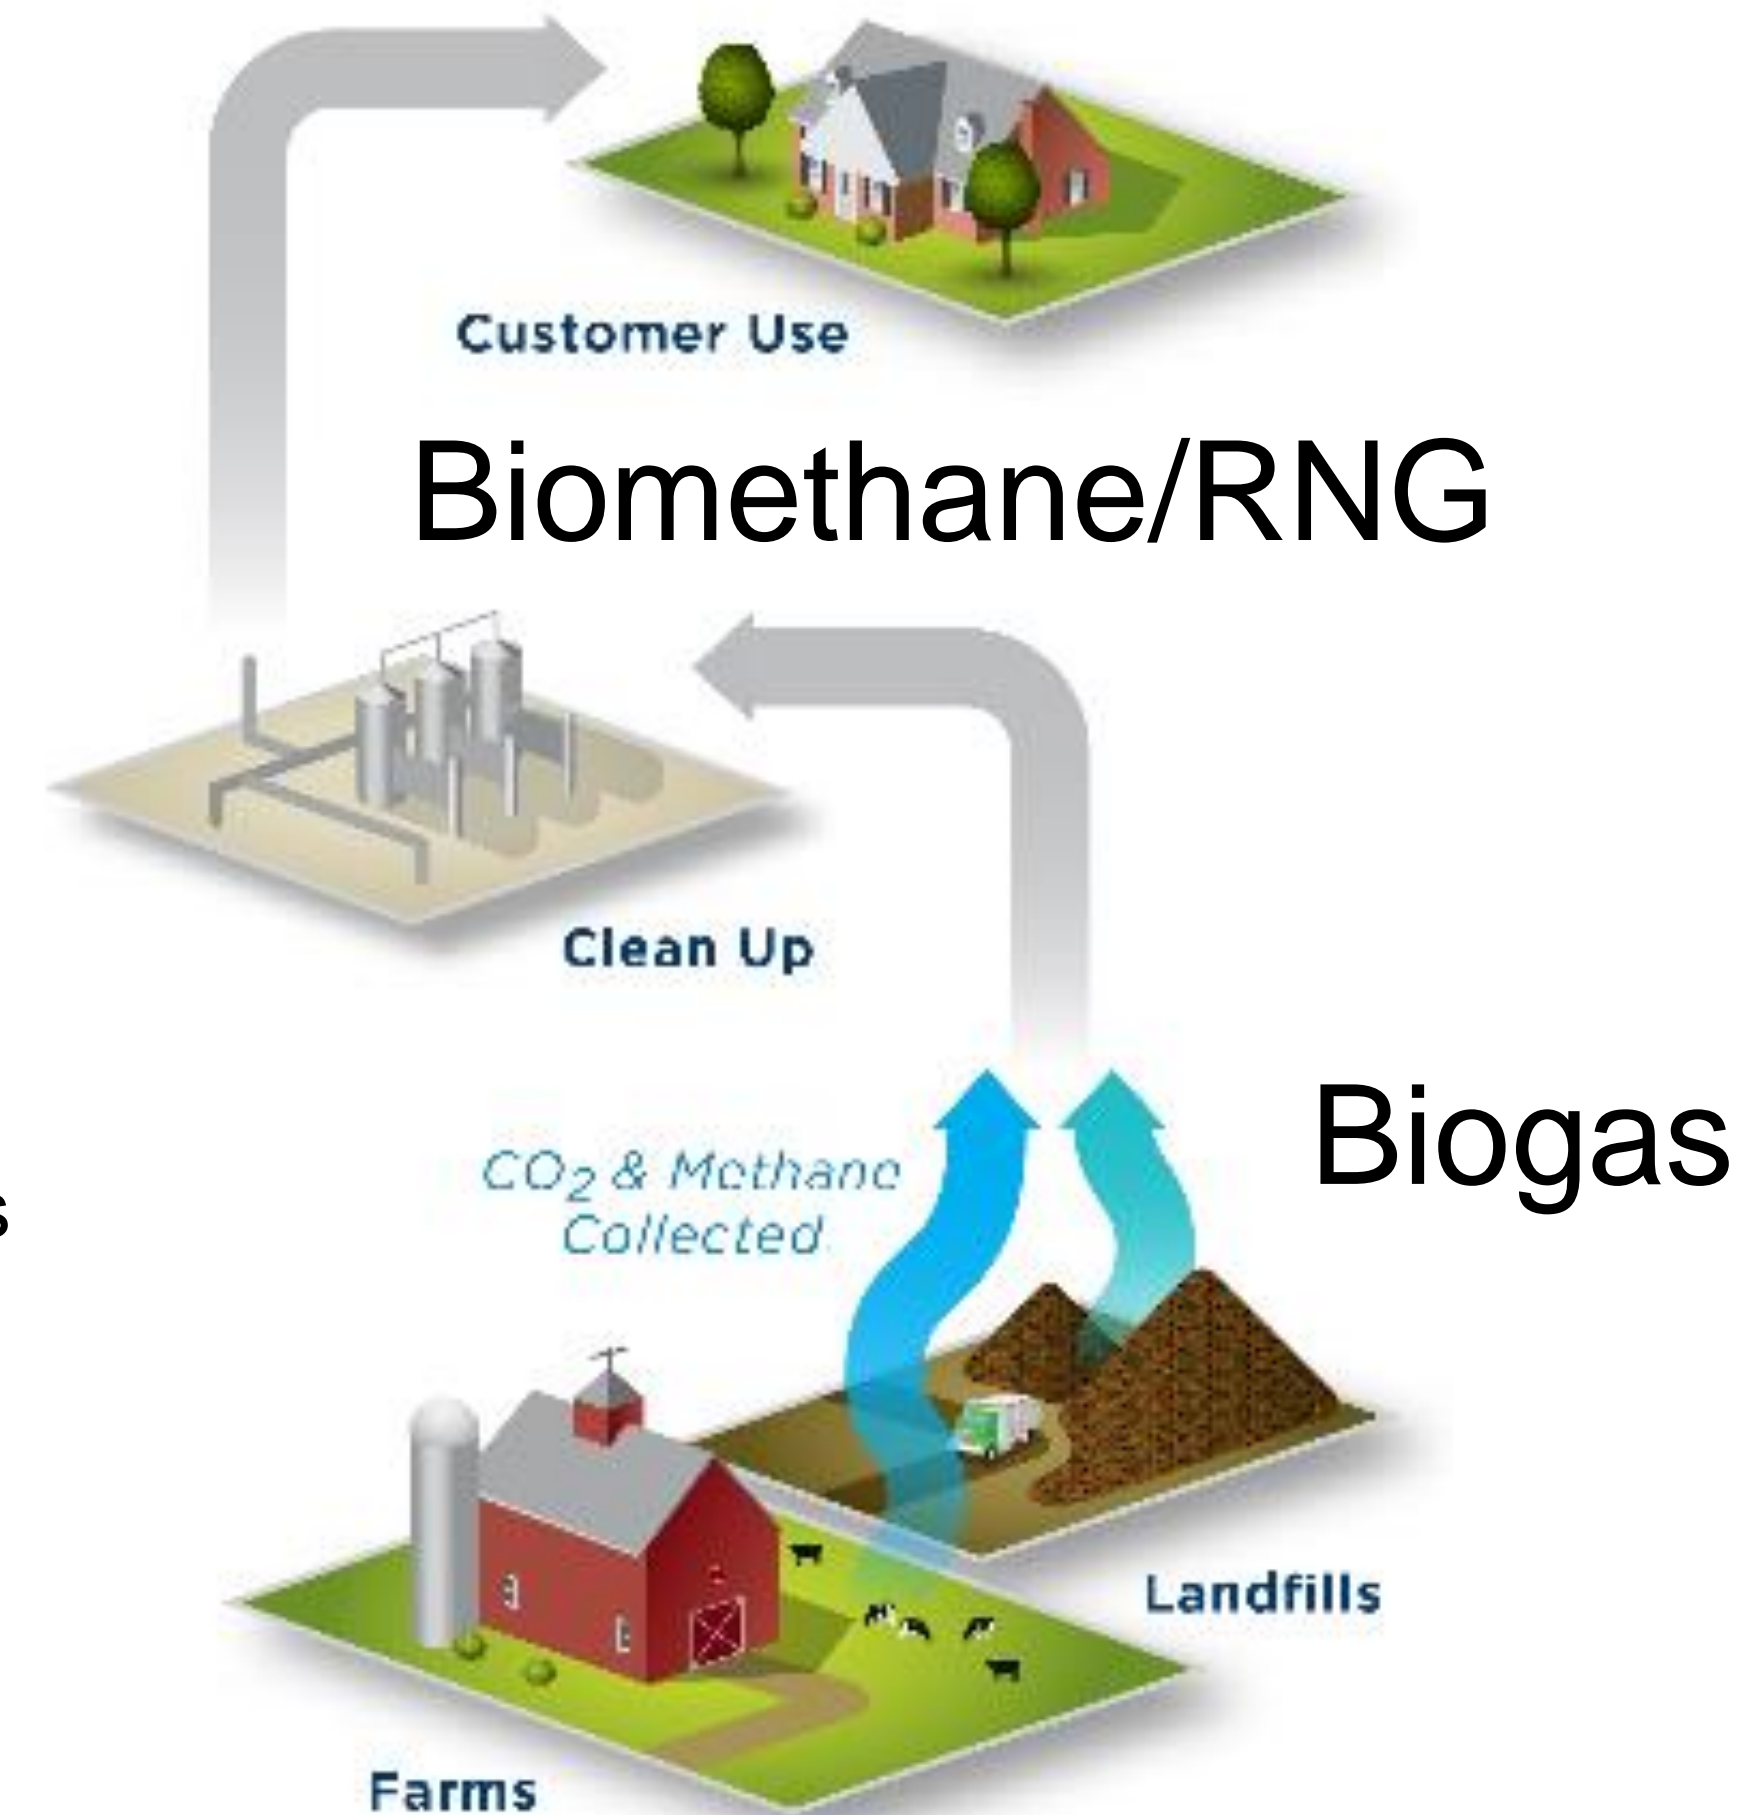 Customer Use
Biomethane/RNG
Clean Up
Biogas
CO₂ & Methane
Collected
s
Landfills
Farms